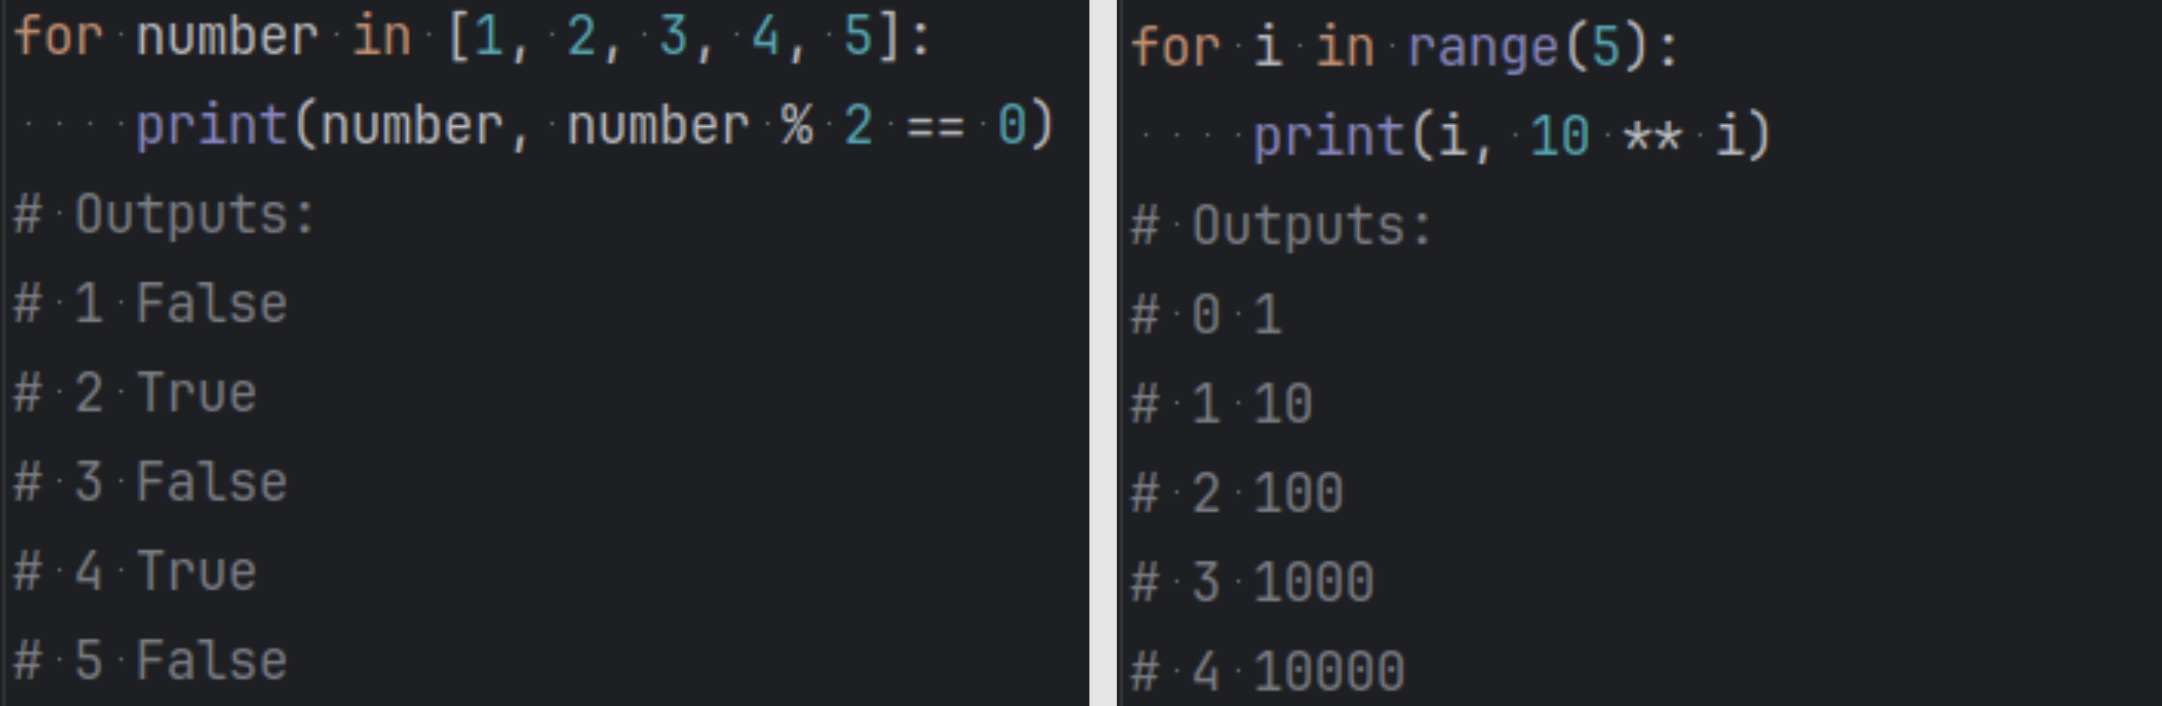 for number in [1, 2, 3, 4, 5]:
    print(number, number % 2 == 0)
# Outputs:
# 1 False
# 2 True
# 3 False
# 4 True
# 5 False
for i in range(5):
    print(i, 10 ** i)
# Outputs:
# 0 1
# 1 10
# 2 100
# 3 1000
# 4 10000